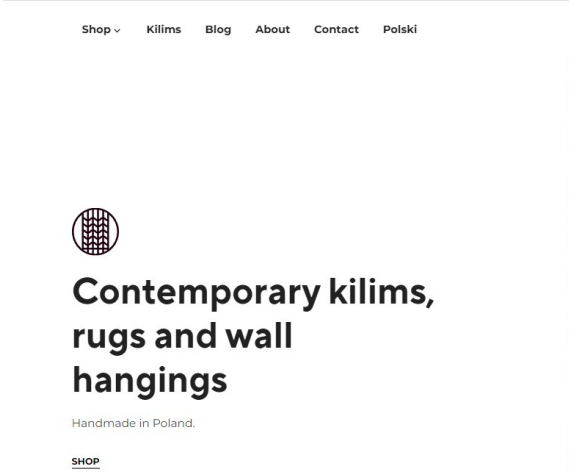 Shop Kilims Blog About Contact Polski
Contemporary kilims,
rugs and wall
hangings
Handmade in Poland.
SHOP